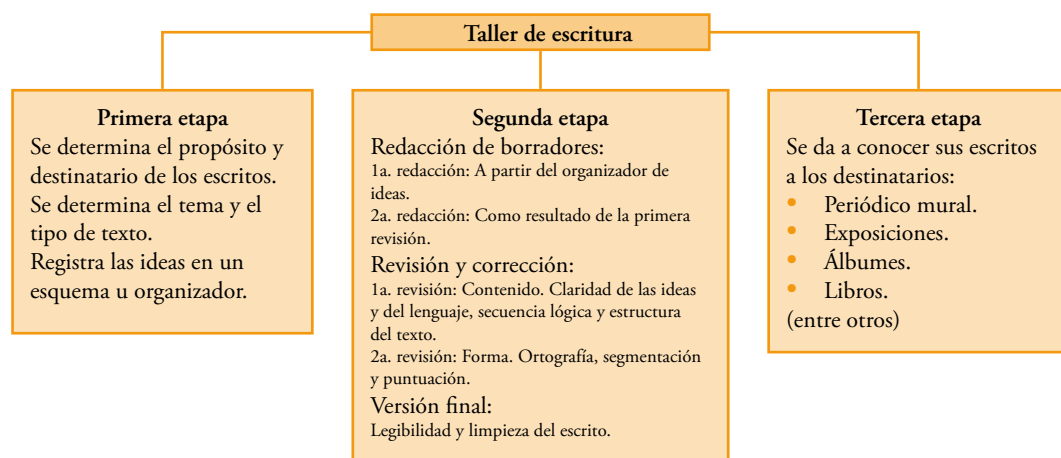 Taller de escritura
Primera etapa
Se determina el propósito y
destinatario de los escritos.
Se determina el tema y el
tipo de texto.
Registra las ideas en un
esquema u organizador.
Segunda etapa
Redacción de borradores:
1a. redacción: A partir del organizador de
ideas.
2a. redacción: Como resultado de la primera
revisión.
Revisión y corrección:
1a. revisión: Contenido. Claridad de las ideas
y del lenguaje, secuencia lógica y estructura
del texto.
2a. revisión: Forma. Ortografía, segmentación
y puntuación.
Versión final:
Legibilidad y limpieza del escrito.
Tercera etapa
Se da a conocer sus escritos
a los destinatarios:
• Periódico mural.
• Exposiciones.
• Álbumes.
• Libros.
(entre otros)